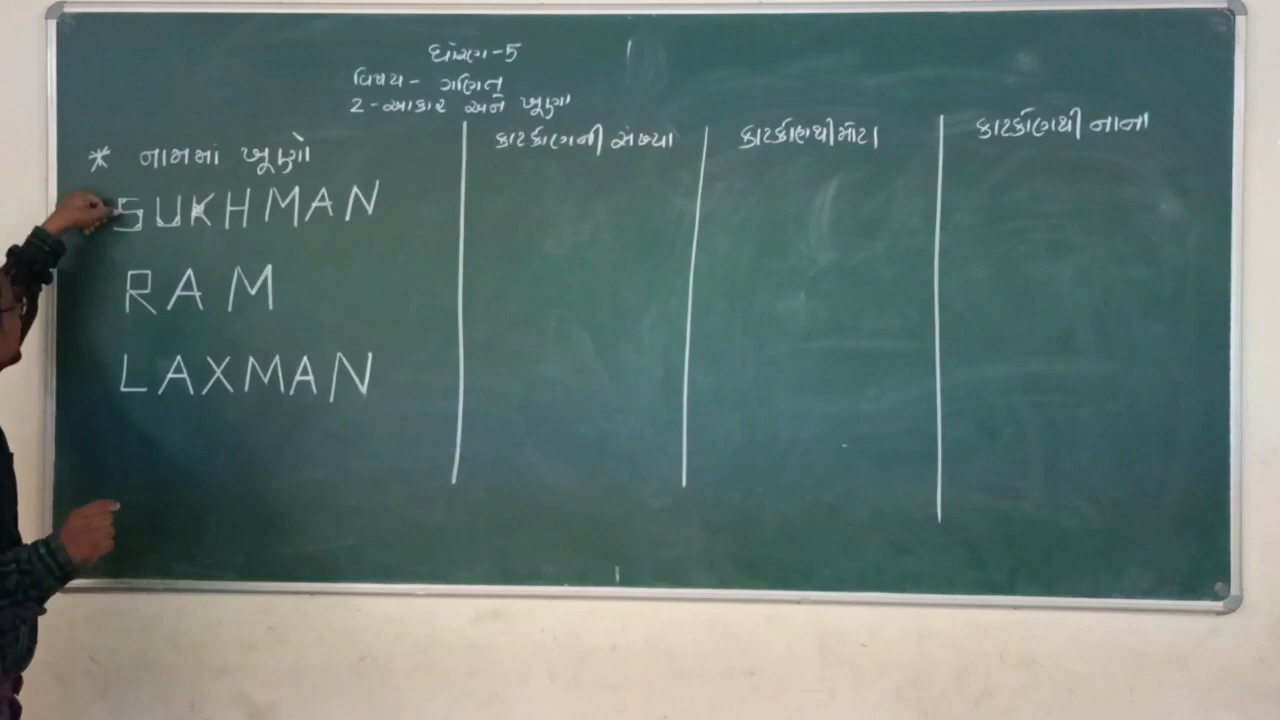 ધોરણ-5
વિષય- ગણિત
2-આકાર અને ખૂણા
* નામમાં ખૂણો
કાટકોણની સંખ્યા
કાટકોણથી મોટા
કાટકોણથી નાના
SUKHMAN
RAM
LAXMAN